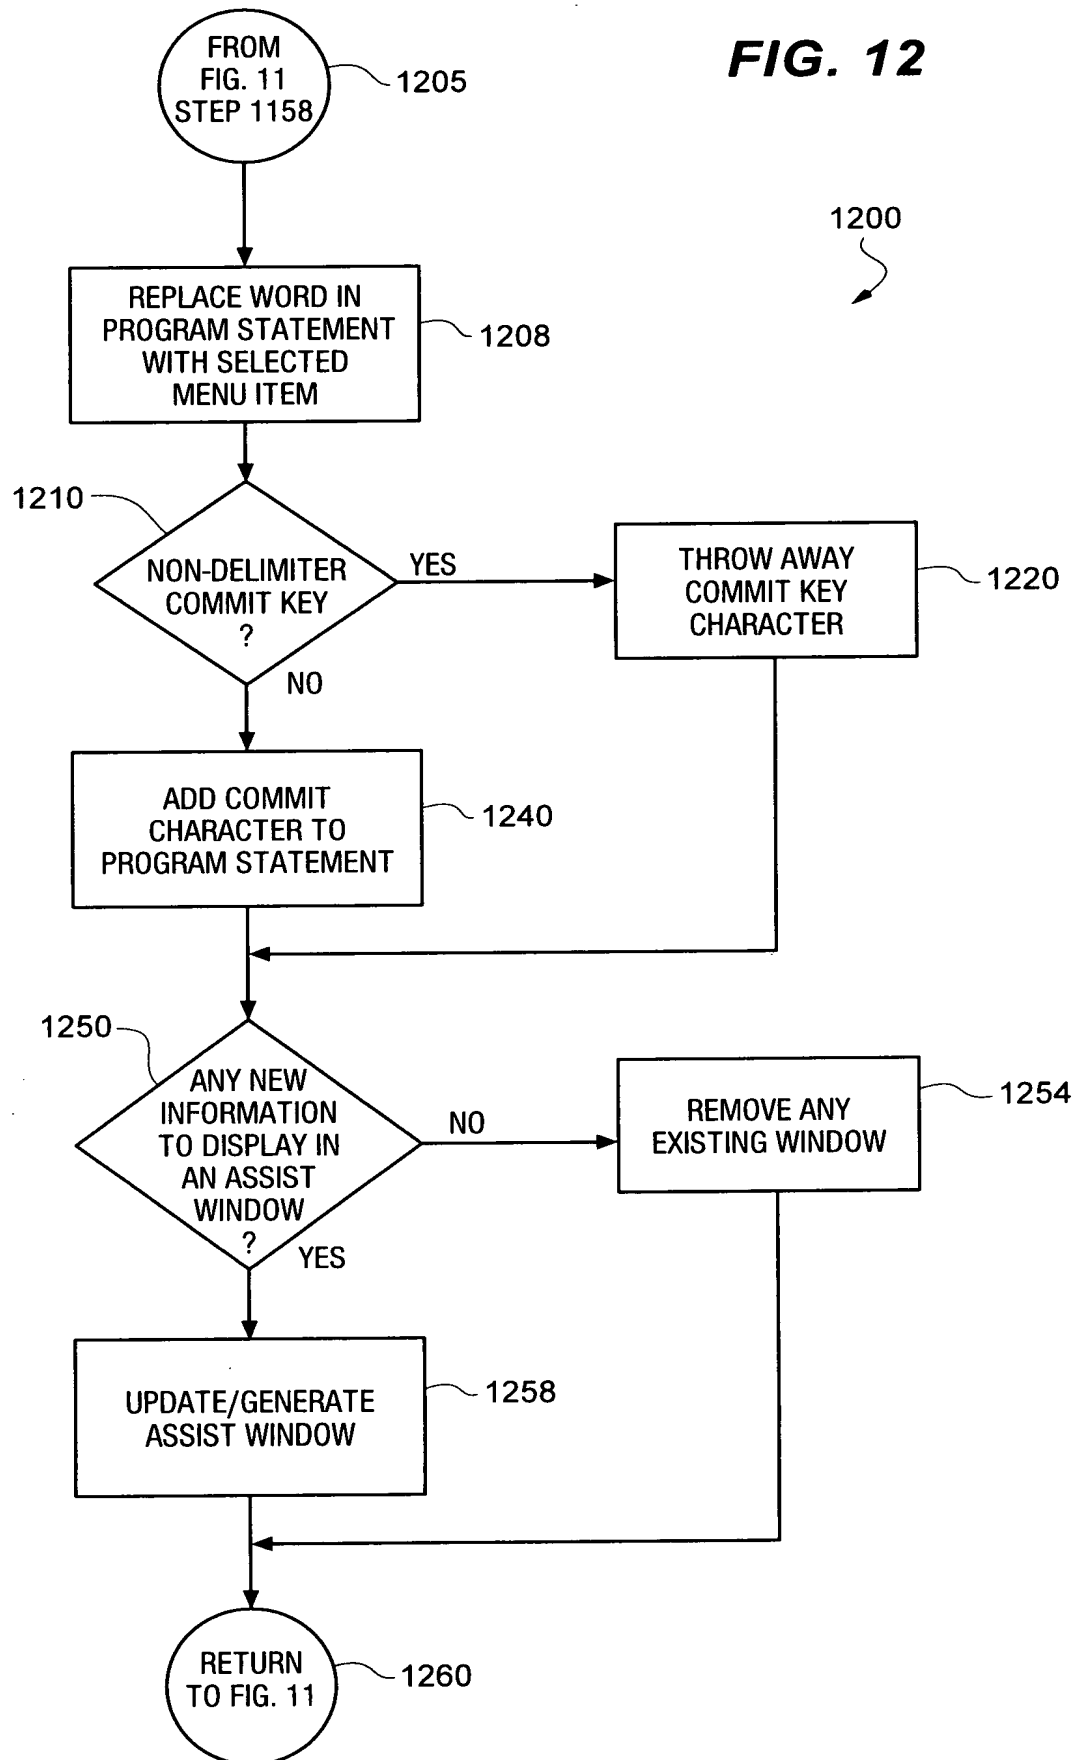 FROM
FIG. 11
STEP 1158
1205
FIG. 12
1200
REPLACE WORD IN
PROGRAM STATEMENT
WITH SELECTED
MENU ITEM
1208
1210
NON-DELIMITER
COMMIT KEY
?
YES
THROW AWAY
COMMIT KEY
CHARACTER
1220
NO
ADD COMMIT
CHARACTER TO
PROGRAM STATEMENT
1240
1250
ANY NEW
INFORMATION
TO DISPLAY IN
AN ASSIST
WINDOW
?
NO
REMOVE ANY
EXISTING WINDOW
1254
YES
UPDATE/GENERATE
ASSIST WINDOW
1258
RETURN
TO FIG. 11
1260